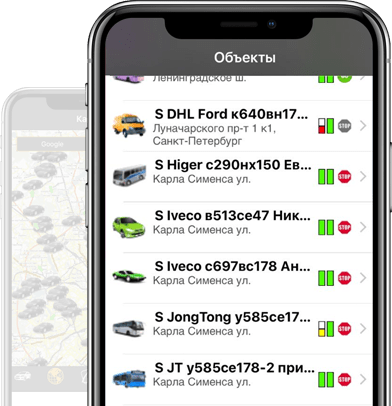 Объекты
Ленинградское ш.
S DHL Ford к640вн17...
Луначарского пр-т 1 к1,
Санкт-Петербург
STOP
S Higer с290нх150 Ев...
Карла Сименса ул.
STOP
S Iveco в513се47 Ник...
Карла Сименса ул.
STOP
S Iveco с697вс178 Ан...
Карла Сименса ул.
STOP
S JongTong у585се17...
Карла Сименса ул.
STOP
S JT у585се178-2 при...
Карла Сименса ул.
STOP
Ка
Google